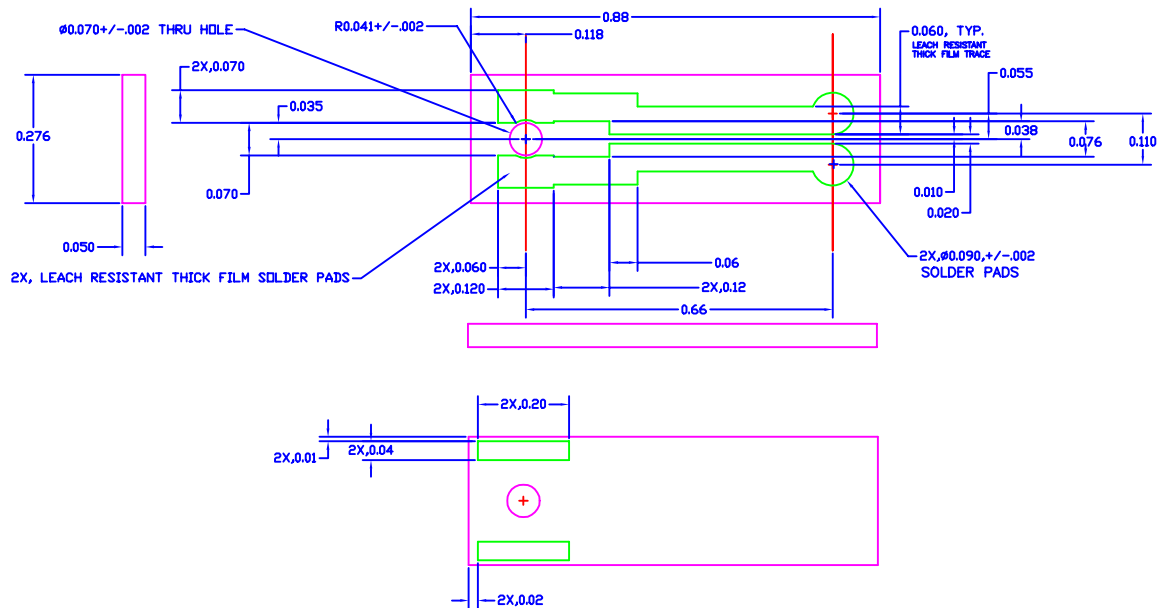 0.88
Ø0.070+/-.002 THRU HOLE
R0.041+/-.002
0.118
0.060, TYP.
LEACH RESISTANT
THICK FILM TRACE
2X,0.070
0.055
0.035
0.038
0.276
0.076
0.110
0.070
0.010
0.020
0.050
2X, LEACH RESISTANT THICK FILM SOLDER PADS
2X,0.060
0.06
2X,Ø0.090,+/-.002
SOLDER PADS
2X,0.120
2X,0.12
0.66
2X,0.20
2X,0.04
2X,0.01
2X,0.02